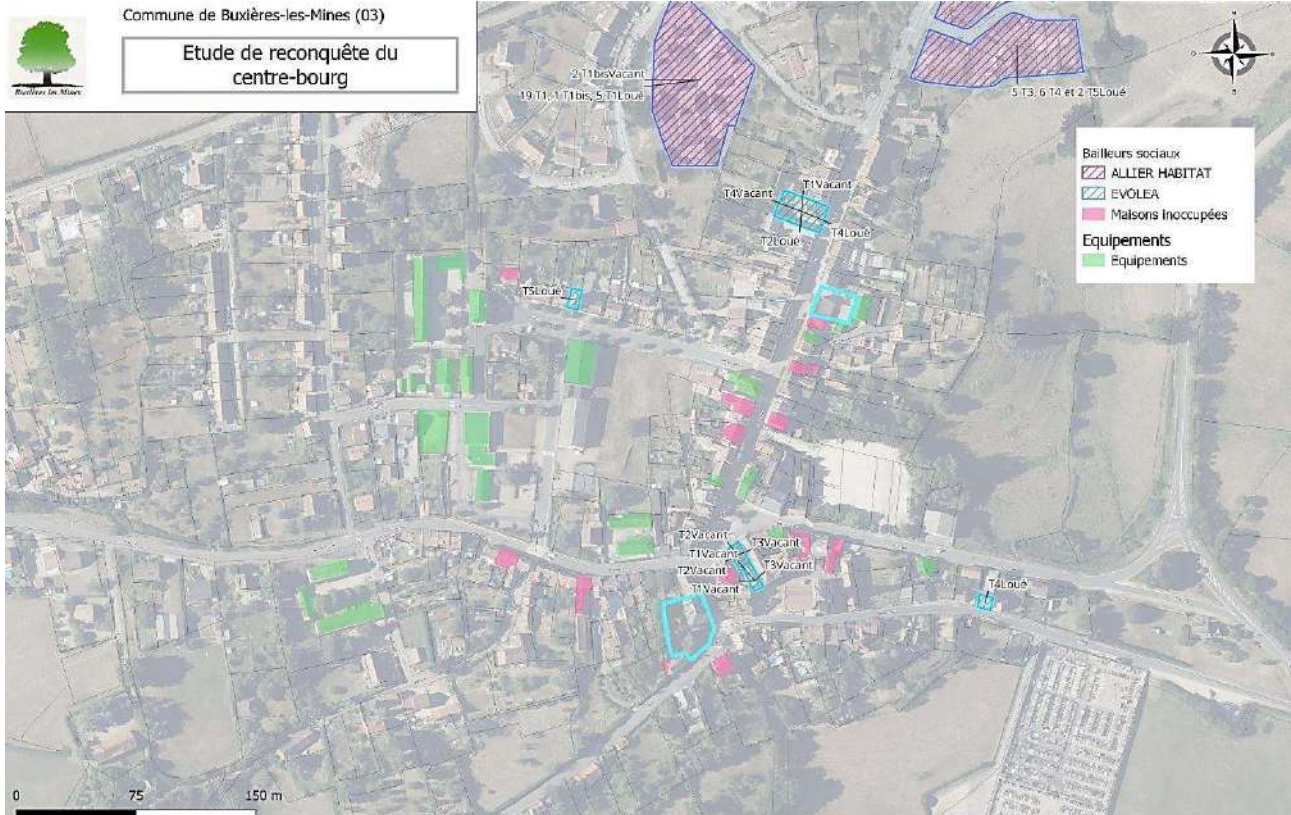 Commune de Buxières-les-Mines (03)
Etude de reconquête du
centre-bourg
Buxières les Mines
2 T1bisVacant
19 T1, 1 T1bis, 5 T1Loué
5 T3, 6 T4 et 2 T5Loué
Bailleurs sociaux
ALLIER HABITAT
EVOLEA
Maisons inoccupées
Equipements
Equipements
T4Vacant
T1Vacant
T2Loué
T4Loué
T5Loué
T2Vacant
T1Vacant
T3Vacant
T2Vacant
T3Vacant
T1Vacant
T4Loué
0
75
150 m